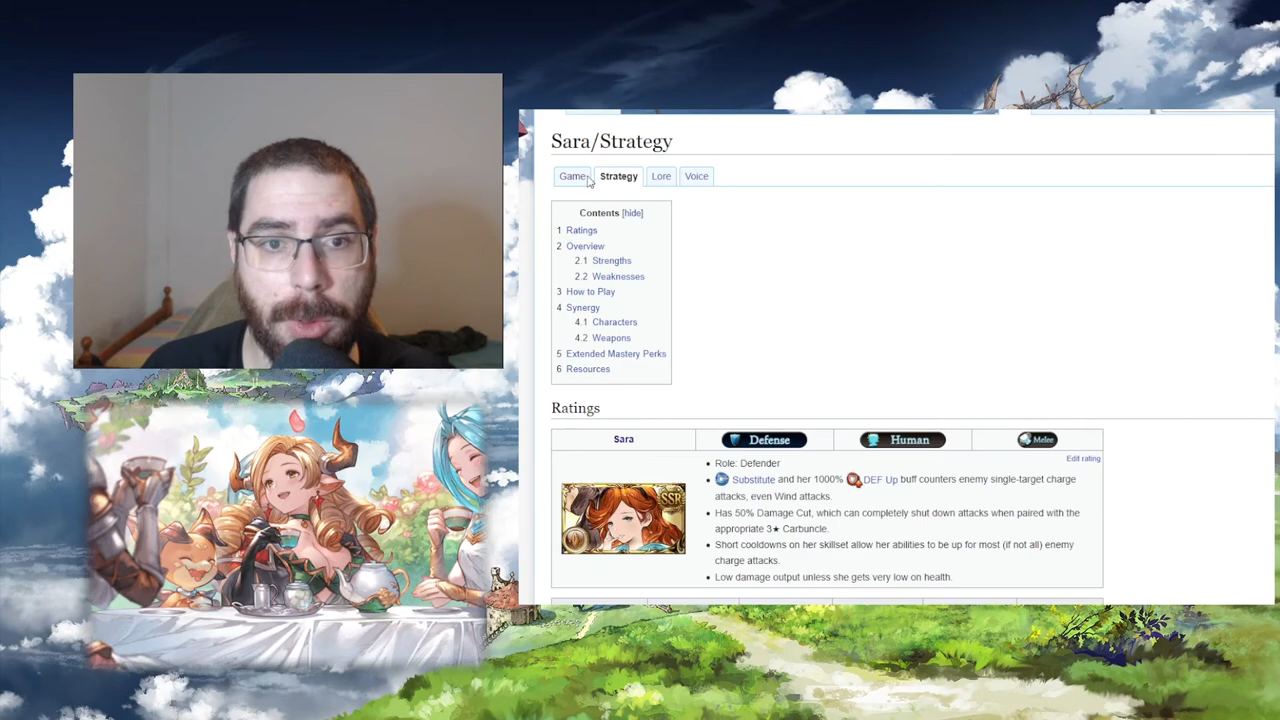 Sara/Strategy
Game Strategy Lore Voice
Contents [hide]
1 Ratings
2 Overview
2.1 Strengths
2.2 Weaknesses
3 How to Play
4 Synergy
4.1 Characters
4.2 Weapons
5 Extended Mastery Perks
6 Resources
Ratings
Sara Defense Human Melee
Edit rating
Role: Defender
Substitute and her 1000% DEF Up buff counters enemy single-target charge
attacks, even Wind attacks.
Has 50% Damage Cut, which can completely shut down attacks when paired with the
appropriate 3★ Carbuncle.
Short cooldowns on her skillset allow her abilities to be up for most (if not all) enemy
charge attacks.
Low damage output unless she gets very low on health.
SSR